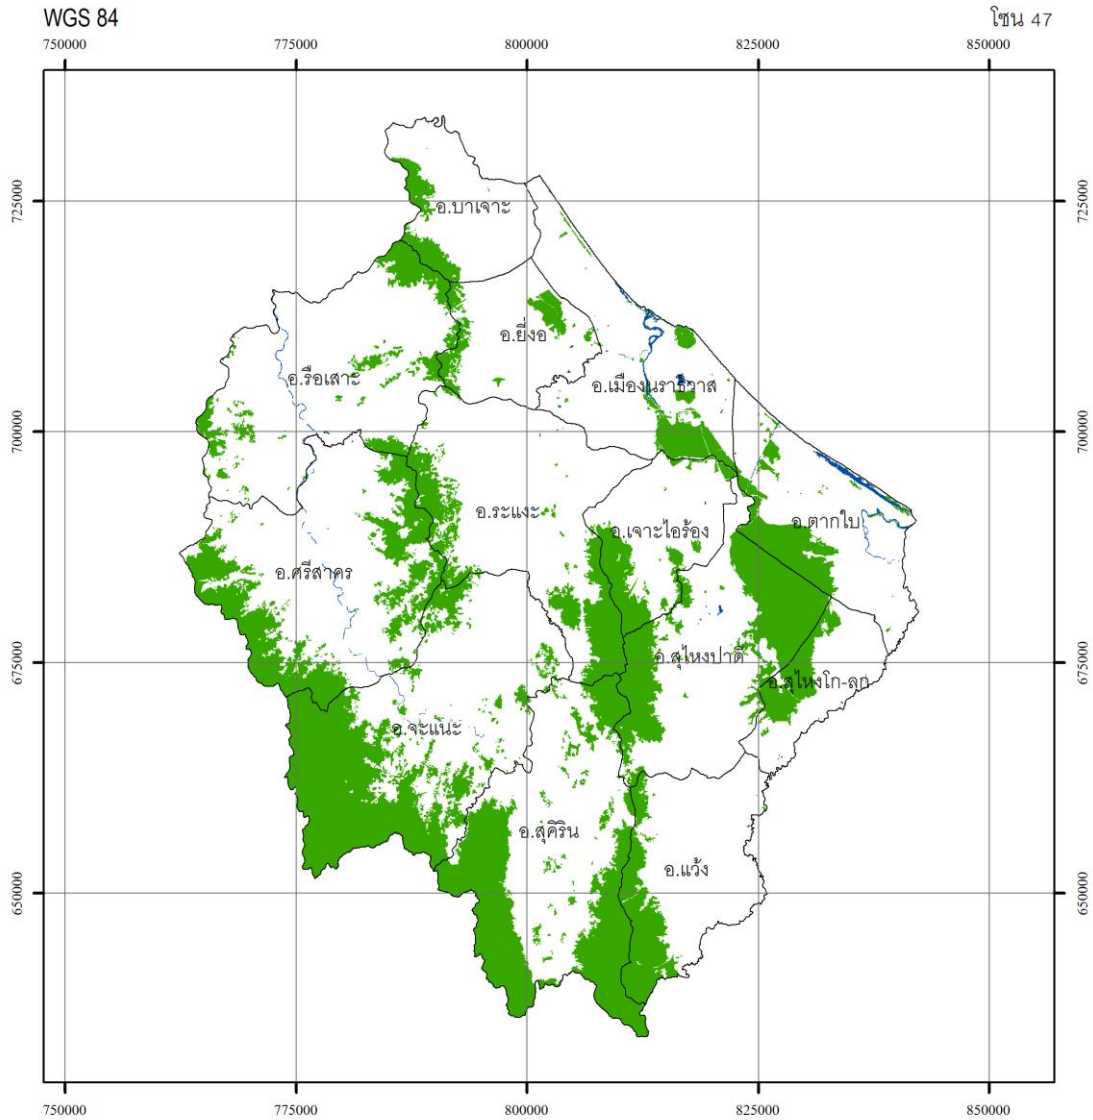 WGS 84
โซน 47
750000 775000 800000 825000 850000
725000 725000
อ.บาเจาะ
อ.ยี่งอ
อ.รือเสาะ
อ.เมืองนราธิวาส
700000 700000
อ.ระแงะ
อ.ตากใบ
อ.เจาะไอร้อง
อ.ศรีสาคร
675000 675000
อ.สุไหงปาดี
อ.สุไหงโก-ลก
อ.จะแนะ
อ.สุคิริน
อ.แว้ง
650000 650000
750000 775000 800000 825000 850000